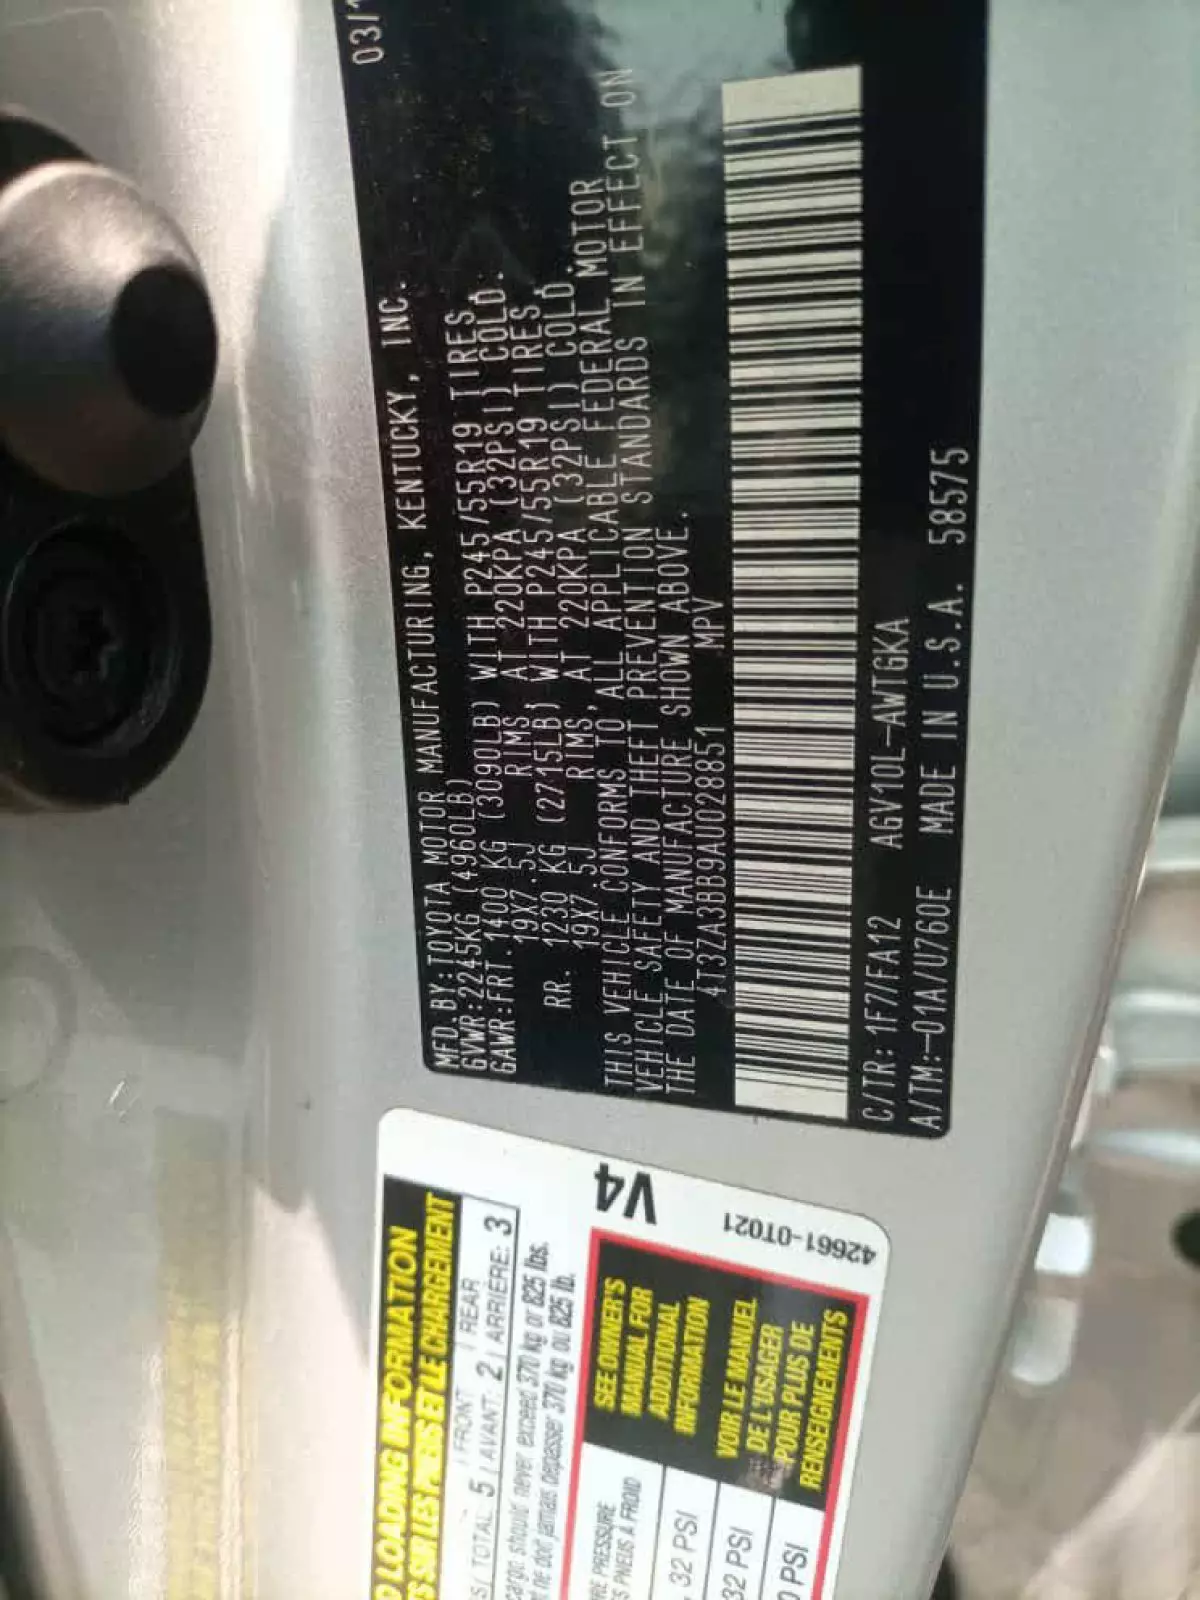 03/1
MFD.BY:TOYOTA MOTOR MANUFACTURING, KENTUCKY, INC.
GVWR:2245KG(4960LB)
GAWR:FRT.1400 KG (3090LB) WITH P245/55R19 TIRES,
19X7.5J RIMS, AT 220KPA (32PSI) COLD.
RR. 1230 KG (2715LB) WITH P245/55R19 TIRES,
19X7.5J RIMS, AT 220KPA (32PSI) COLD.
THIS VEHICLE CONFORMS TO ALL APPLICABLE FEDERAL MOTOR
VEHICLE SAFETY AND THEFT PREVENTION STANDARDS IN EFFECT ON
THE DATE OF MANUFACTURE SHOWN ABOVE.
4T3ZA3BB9AU028851 MPV
C/TR: 1F7/FA12 AGV10L-AWTGKA
A/TM:-01A/U760E MADE IN U.S.A. 58575
LOADING INFORMATION
SUR LES PNEUS ET LE CHARGEMENT
FRONT REAR
TOTAL: 5 AVANT: 2 ARRIÈRE: 3
cargo should never exceed 370 kg or 825 lbs.
ne doit jamais depasser 370 kg ou 825 lb.
V4
42661-0T021
SEE OWNER'S
MANUAL FOR
ADDITIONAL
INFORMATION
VOIR LE MANUEL
DE L'USAGER
POUR PLUS DE
RENSEIGNEMENTS
PRESSURE
PNEUS A FROID
32 PSI
32 PSI
0 PSI